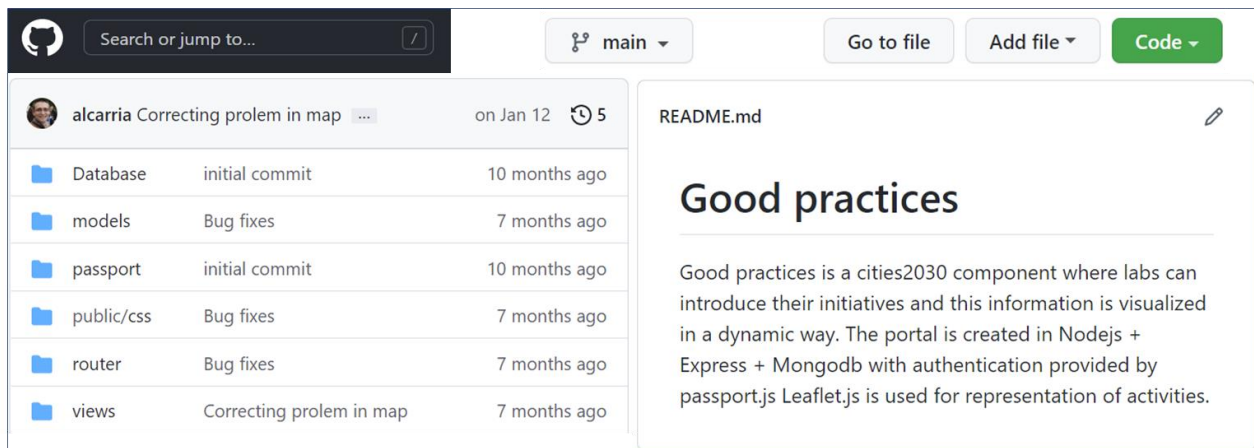 Search or jump to... /
main
Go to file
Add file
Code
alcarria Correcting prolem in map ... on Jan 12 5
Database initial commit 10 months ago
models Bug fixes 7 months ago
passport initial commit 10 months ago
public/css Bug fixes 7 months ago
router Bug fixes 7 months ago
views Correcting prolem in map 7 months ago
README.md
Good practices
Good practices is a cities2030 component where labs can
introduce their initiatives and this information is visualized
in a dynamic way. The portal is created in Nodejs +
Express + Mongodb with authentication provided by
passport.js Leaflet.js is used for representation of activities.